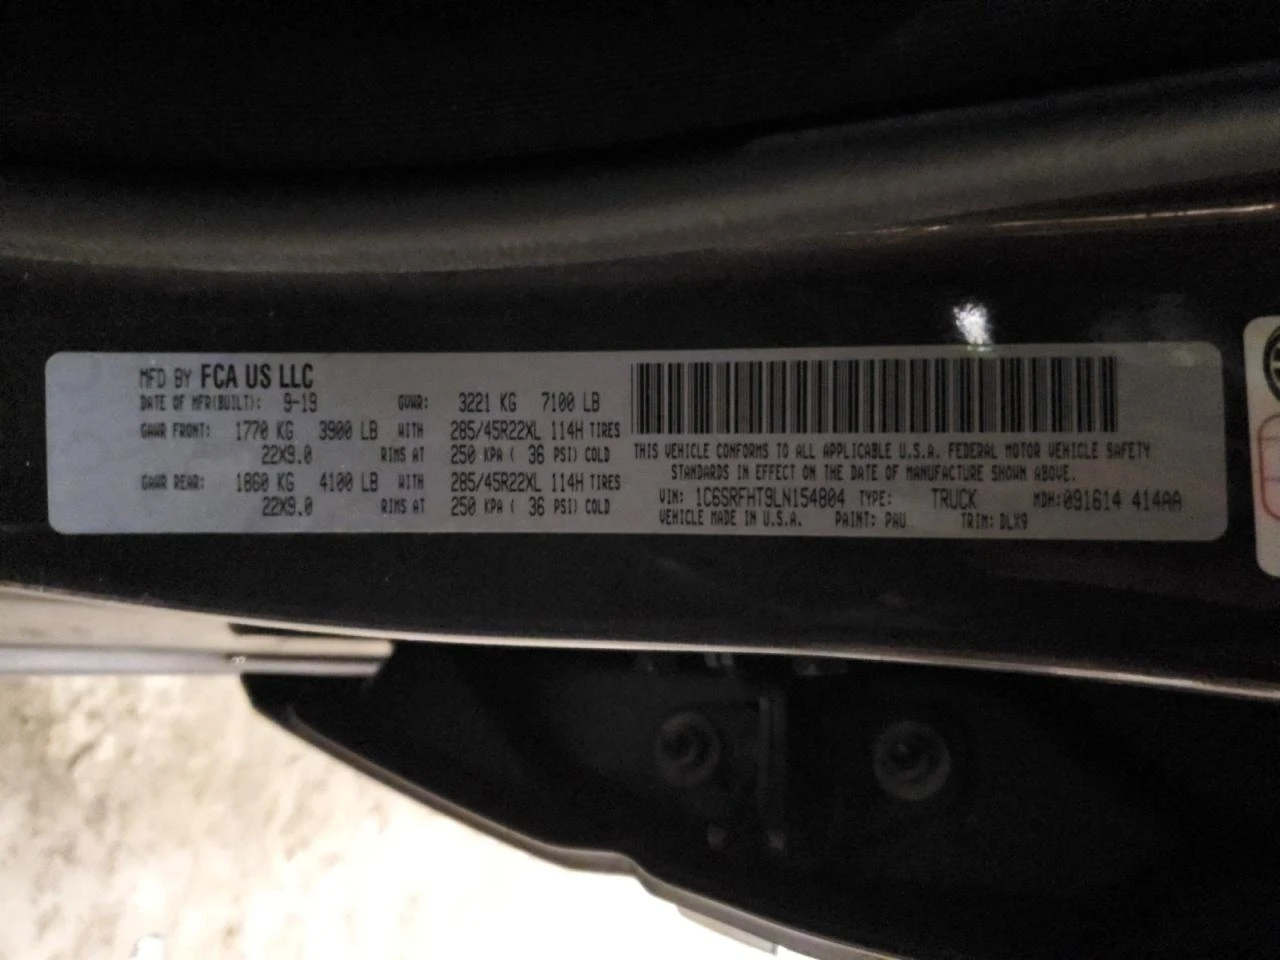 MFD BY FCA US LLC
DATE OF MFR(BUILT): 9-19 GVWR: 3221 KG 7100 LB
GAWR FRONT: 1770 KG 3900 LB WITH 285/45R22XL 114H TIRES
22X9.0 RIMS AT 250 KPA ( 36 PSI) COLD
GAWR REAR: 1860 KG 4100 LB WITH 285/45R22XL 114H TIRES
22X9.0 RIMS AT 250 KPA ( 36 PSI) COLD
THIS VEHICLE CONFORMS TO ALL APPLICABLE U.S.A. FEDERAL MOTOR VEHICLE SAFETY
STANDARDS IN EFFECT ON THE DATE OF MANUFACTURE SHOWN ABOVE.
VIN: 1C6SRFHT9LN154804 TYPE: TRUCK MDH:091614 414AA
VEHICLE MADE IN U.S.A. PAINT: PAU TRIM: DLX9